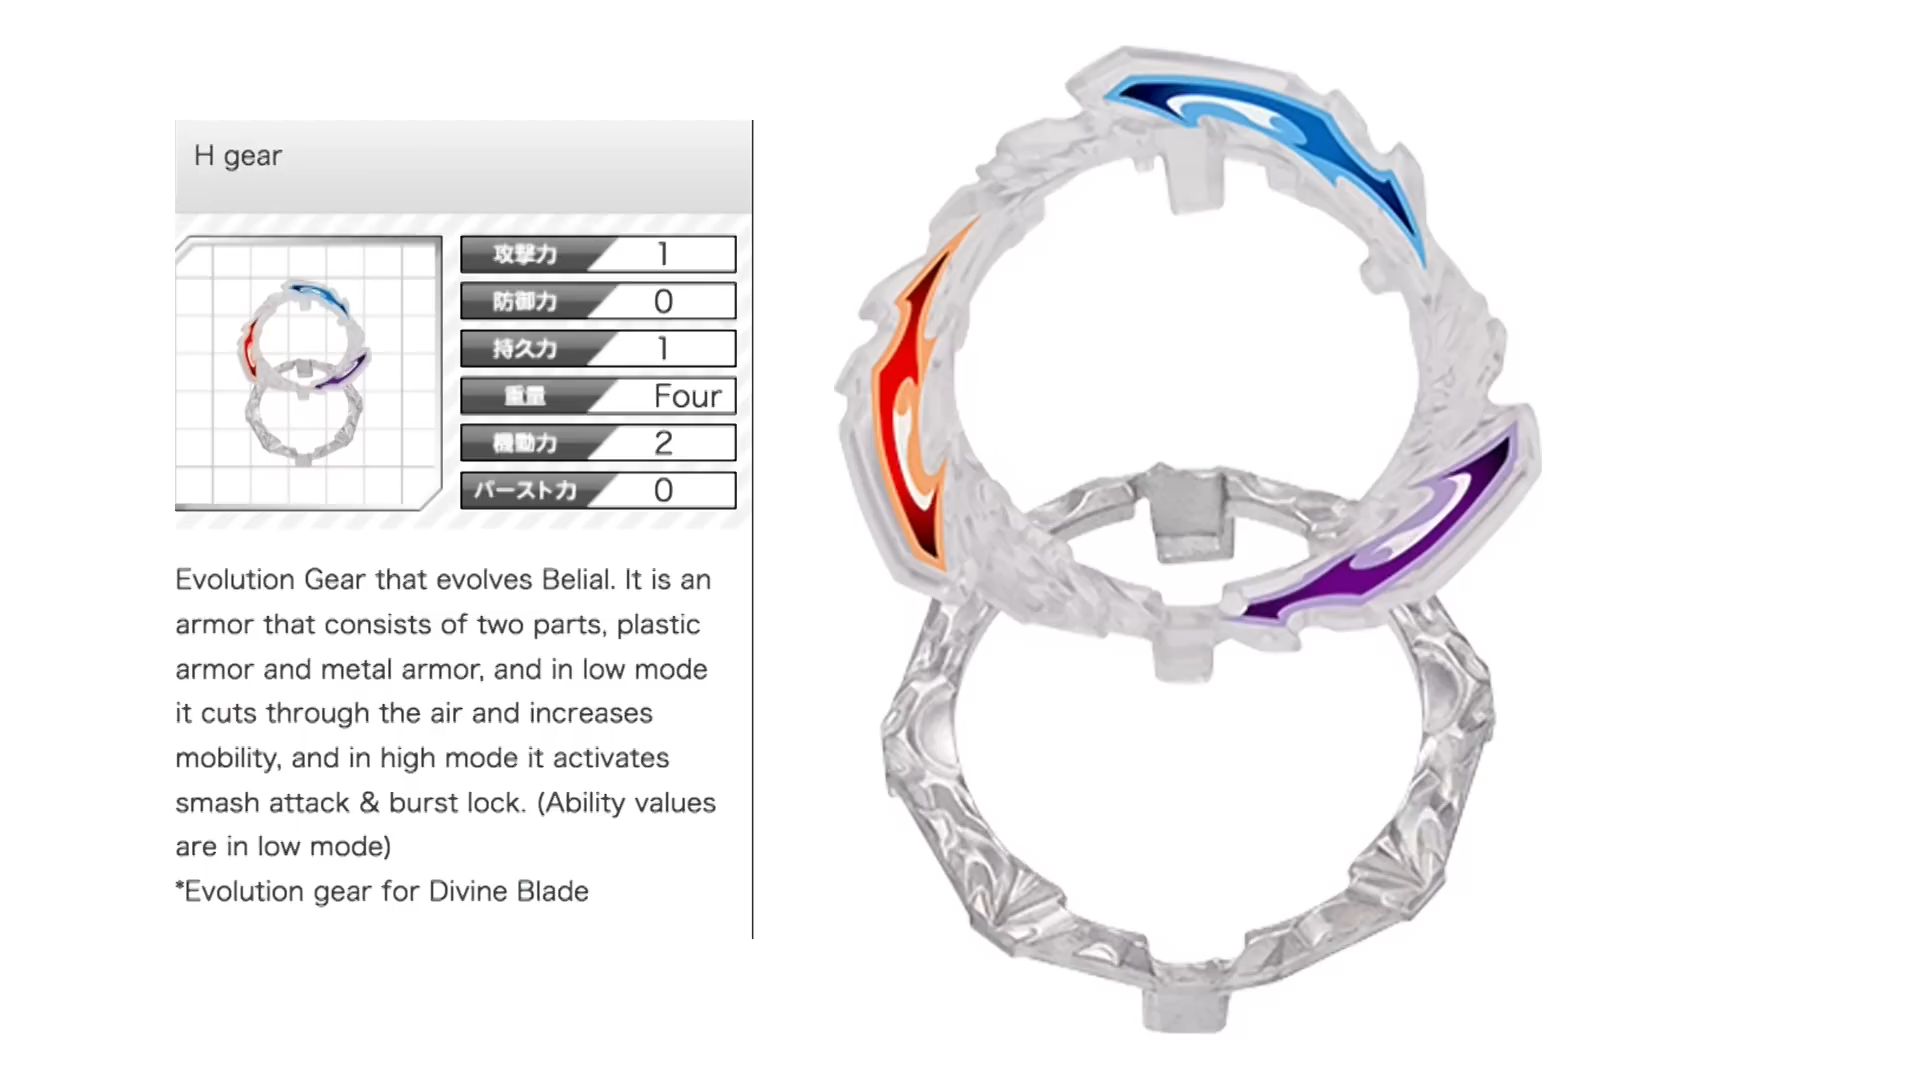 H gear
攻撃力 1
防御力 0
持久力 1
重量 Four
機動力 2
バースト力 0
Evolution Gear that evolves Belial. It is an
armor that consists of two parts, plastic
armor and metal armor, and in low mode
it cuts through the air and increases
mobility, and in high mode it activates
smash attack & burst lock. (Ability values
are in low mode)
*Evolution gear for Divine Blade